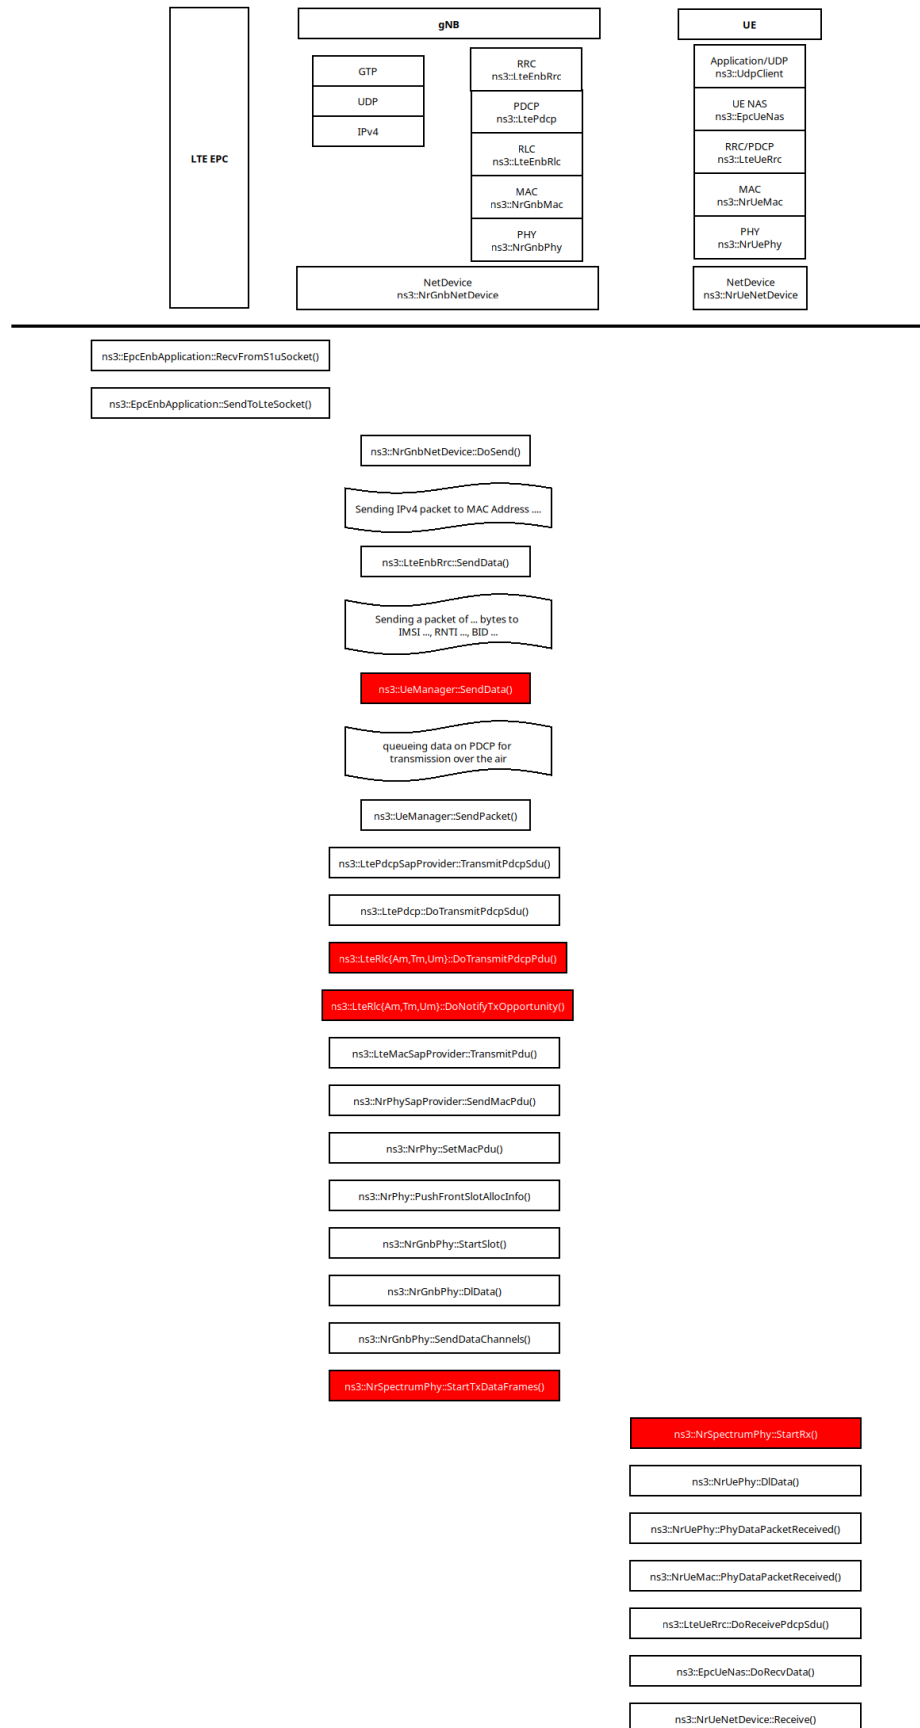 LTE EPC
gNB
GTP
UDP
IPv4
RRC
ns3::LteEnbRrc
PDCP
ns3::LtePdcp
RLC
ns3::LteEnbRlc
MAC
ns3::NrGnbMac
PHY
ns3::NrGnbPhy
NetDevice
ns3::NrGnbNetDevice
UE
Application/UDP
ns3::UdpClient
UE NAS
ns3::EpcUeNas
RRC/PDCP
ns3::LteUeRrc
MAC
ns3::NrUeMac
PHY
ns3::NrUePhy
NetDevice
ns3::NrUeNetDevice
ns3::EpcEnbApplication::RecvFromS1uSocket()
ns3::EpcEnbApplication::SendToLteSocket()
ns3::NrGnbNetDevice::DoSend()
Sending IPv4 packet to MAC Address ....
ns3::LteEnbRrc::SendData()
Sending a packet of ... bytes to
IMSI ..., RNTI ..., BID ...
ns3::UeManager::SendData()
queueing data on PDCP for
transmission over the air
ns3::UeManager::SendPacket()
ns3::LtePdcpSapProvider::TransmitPdcpSdu()
ns3::LtePdcp::DoTransmitPdcpSdu()
ns3::LteRlc{Am,Tm,Um}::DoTransmitPdcpPdu()
ns3::LteRlc{Am,Tm,Um}::DoNotifyTxOpportunity()
ns3::LteMacSapProvider::TransmitPdu()
ns3::NrPhySapProvider::SendMacPdu()
ns3::NrPhy::SetMacPdu()
ns3::NrPhy::PushFrontSlotAllocInfo()
ns3::NrGnbPhy::StartSlot()
ns3::NrGnbPhy::DlData()
ns3::NrGnbPhy::SendDataChannels()
ns3::NrSpectrumPhy::StartTxDataFrames()
ns3::NrSpectrumPhy::StartRx()
ns3::NrUePhy::DlData()
ns3::NrUePhy::PhyDataPacketReceived()
ns3::NrUeMac::PhyDataPacketReceived()
ns3::LteUeRrc::DoReceivePdcpSdu()
ns3::EpcUeNas::DoRecvData()
ns3::NrUeNetDevice::Receive()